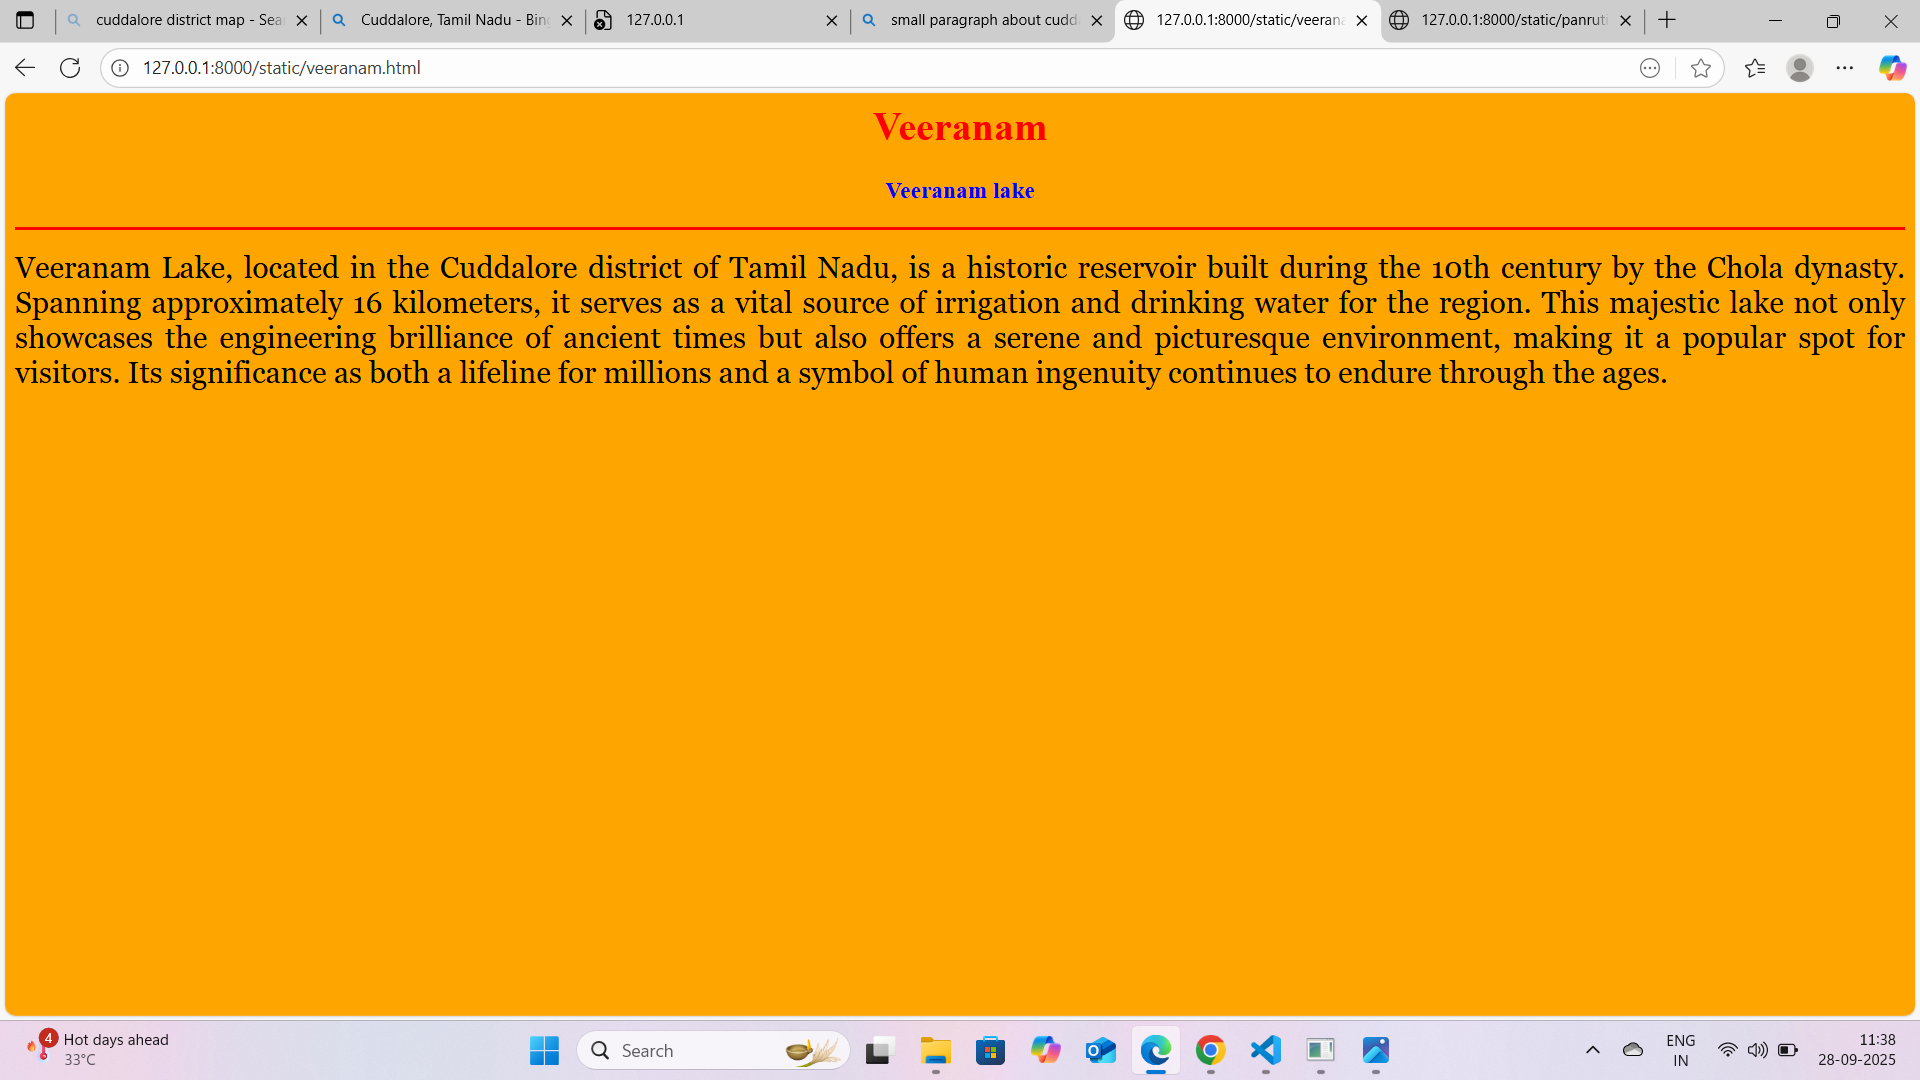 cuddalore district map - Sea
Cuddalore, Tamil Nadu - Bing
127.0.0.1
small paragraph about cudd
127.0.0.1:8000/static/veerana
127.0.0.1:8000/static/panruti
127.0.0.1:8000/static/veeranam.html
Veeranam
Veeranam lake
Veeranam Lake, located in the Cuddalore district of Tamil Nadu, is a historic reservoir built during the 10th century by the Chola dynasty.
Spanning approximately 16 kilometers, it serves as a vital source of irrigation and drinking water for the region. This majestic lake not only
showcases the engineering brilliance of ancient times but also offers a serene and picturesque environment, making it a popular spot for
visitors. Its significance as both a lifeline for millions and a symbol of human ingenuity continues to endure through the ages.
4
Hot days ahead
33°C
Search
ENG
IN
11:38
28-09-2025